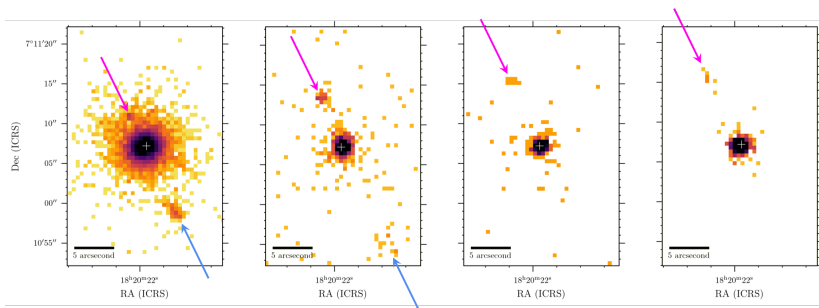 7°11′20″
15″
10″
05″
00″
10′55″
Dec (ICRS)
5 arcsecond
5 arcsecond
5 arcsecond
5 arcsecond
18ʰ20ᵐ22ˢ
18ʰ20ᵐ22ˢ
18ʰ20ᵐ22ˢ
18ʰ20ᵐ22ˢ
RA (ICRS)
RA (ICRS)
RA (ICRS)
RA (ICRS)